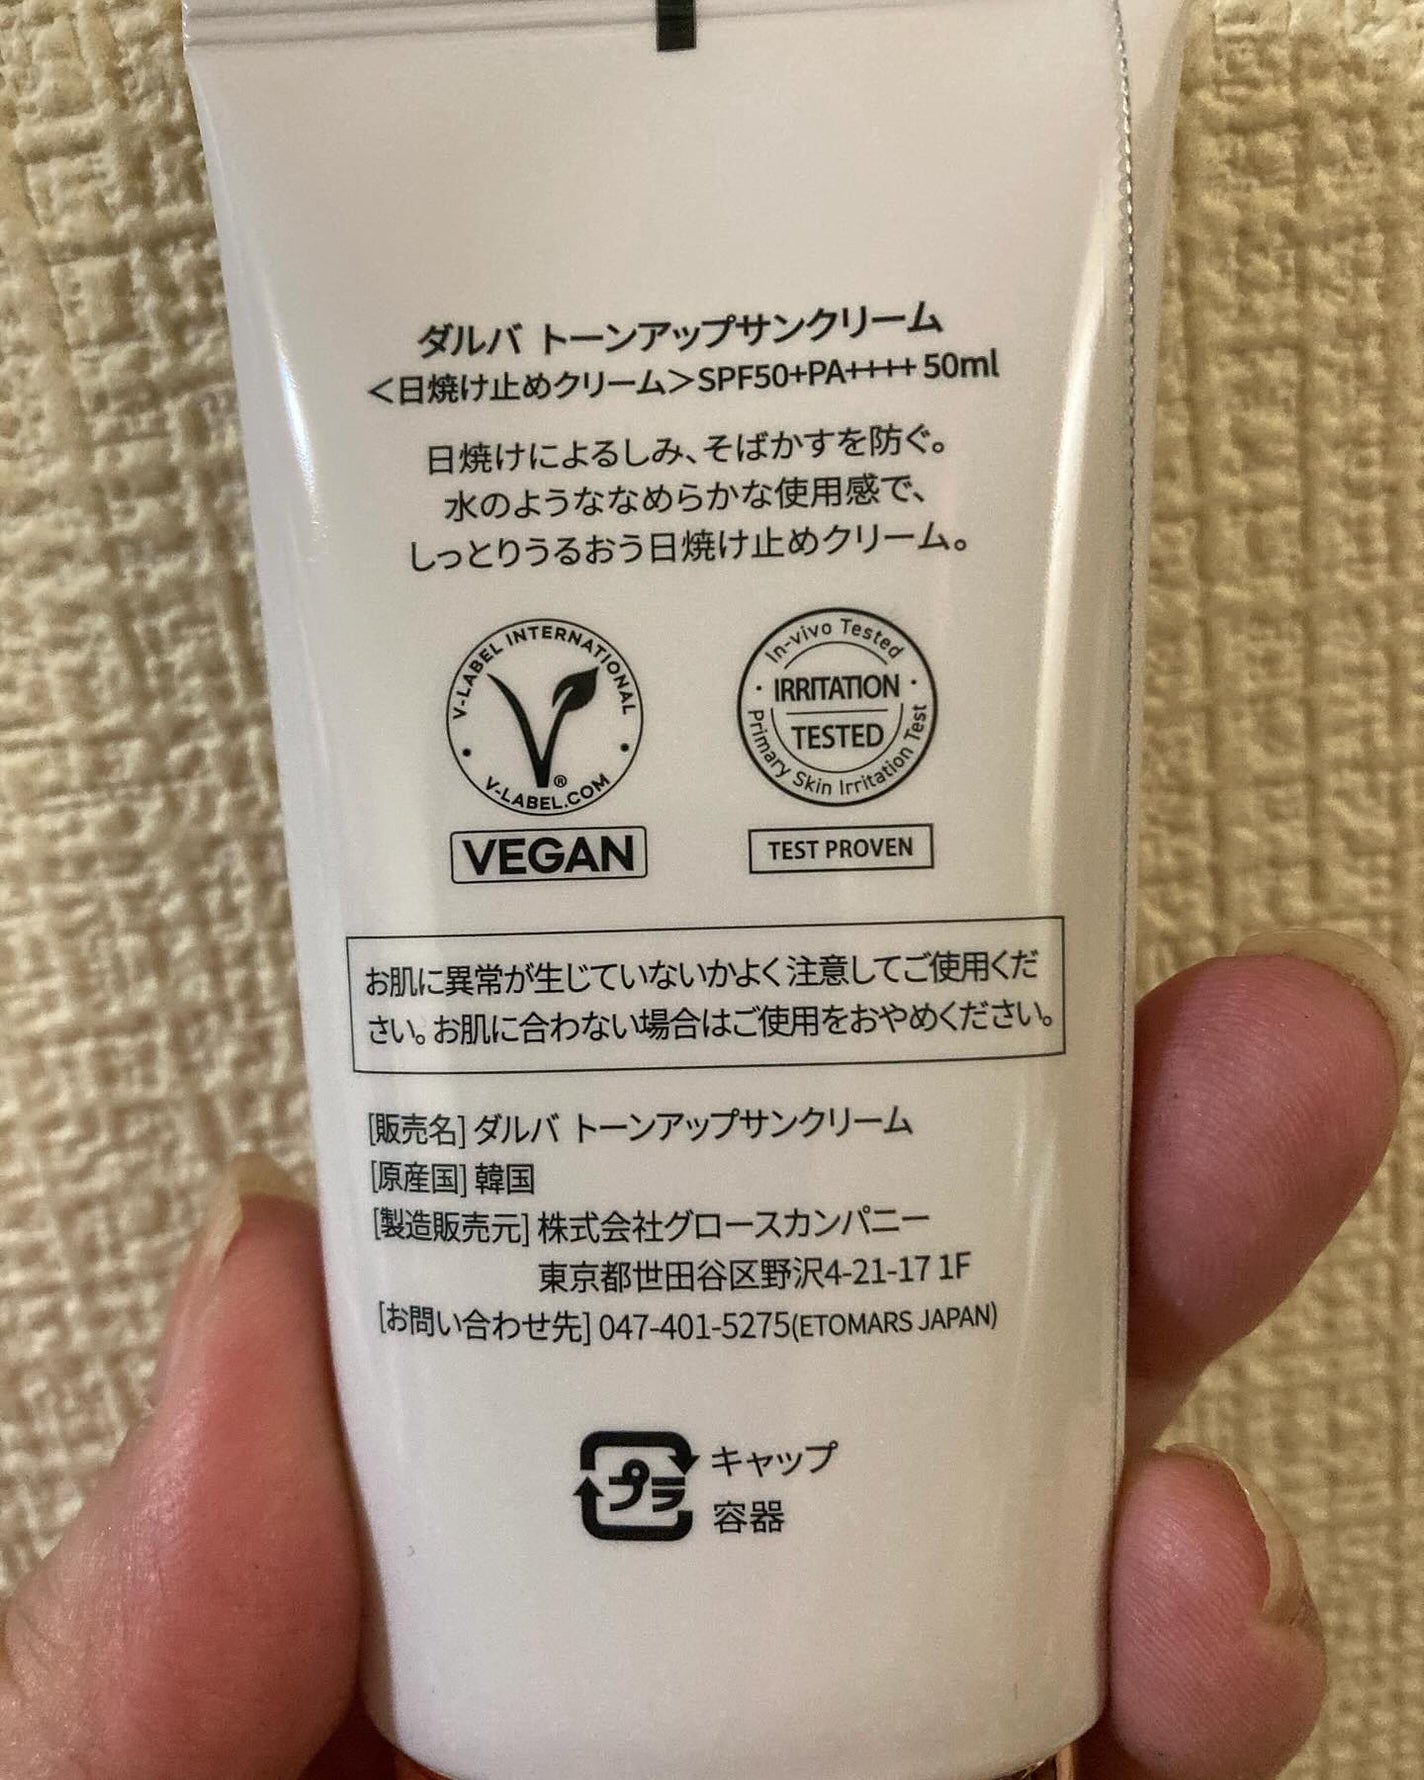 ダルバ トーンアップサンクリーム
＜日焼け止めクリーム＞SPF50+PA++++ 50ml
日焼けによるしみ、そばかすを防ぐ。
水のようななめらかな使用感で、
しっとりうるおう日焼け止めクリーム。
V-LABEL INTERNATIONAL
® V-LABEL.COM
VEGAN
In-vivo Tested
IRRITATION
TESTED
Primary Skin Irritation Test
TEST PROVEN
お肌に異常が生じていないかよく注意してご使用くだ
さい。お肌に合わない場合はご使用をおやめください。
[販売名] ダルバ トーンアップサンクリーム
[原産国] 韓国
[製造販売元] 株式会社グロースカンパニー
東京都世田谷区野沢4-21-17 1F
[お問い合わせ先] 047-401-5275(ETOMARS JAPAN)
プラ キャップ
容器